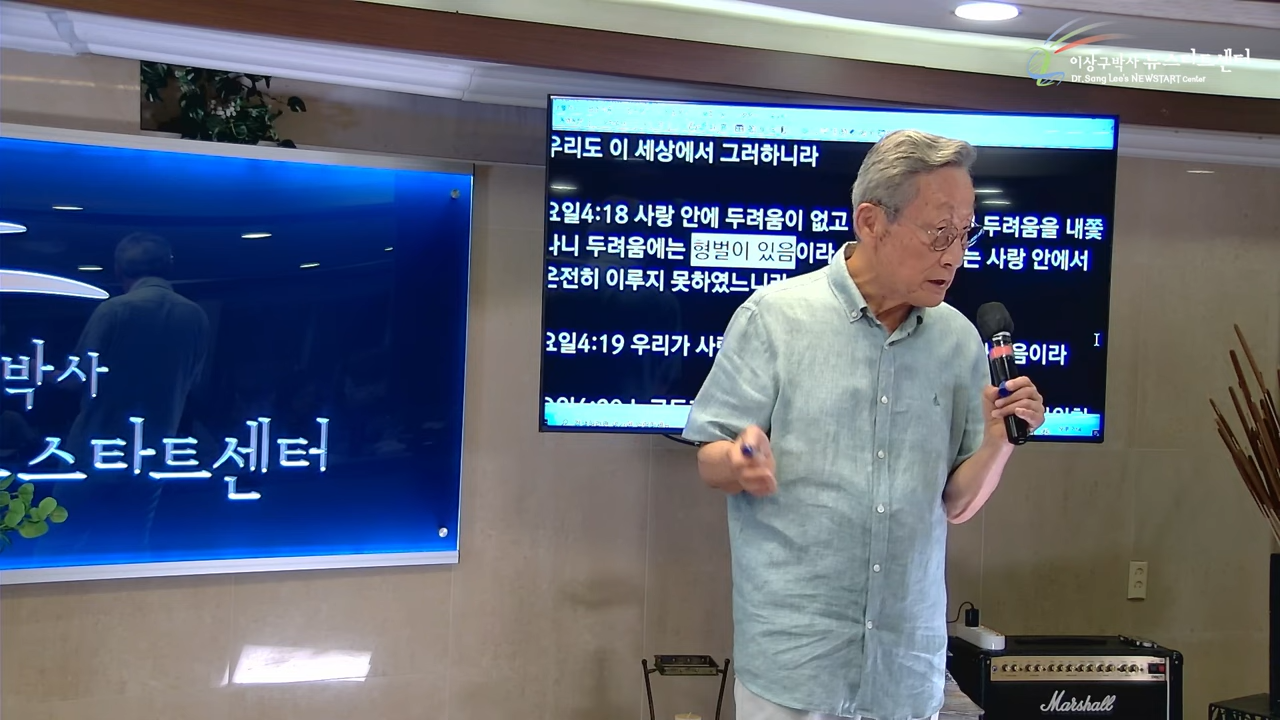 이상구박사 뉴스타트센터
Dr. Sang Lee's NEWSTART Center
우리도 이 세상에서 그러하니라
요일4:18 사랑 안에 두려움이 없고 두려움을 내쫓
나니 두려움에는 형벌이 있음이라 는 사랑 안에서
온전히 이루지 못하였느니라
요일4:19 우리가 사랑 음이라
박사
스타트센터
Marshall